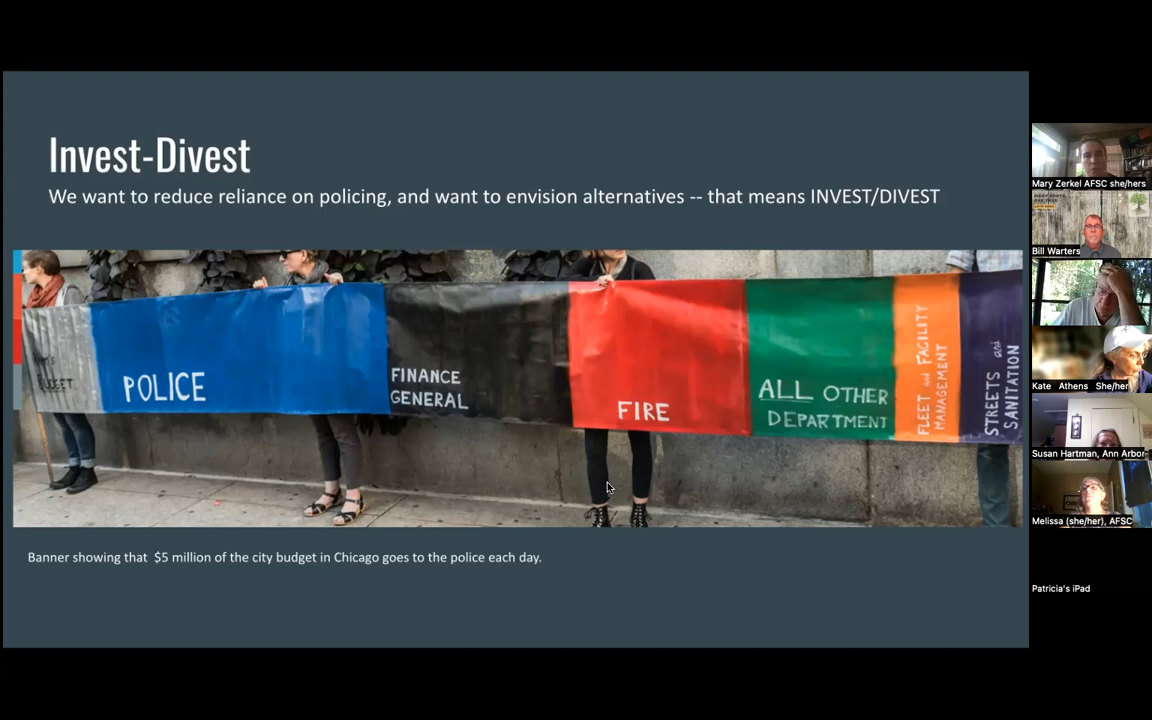 Invest-Divest
We want to reduce reliance on policing, and want to envision alternatives -- that means INVEST/DIVEST
BUDGET
POLICE
FINANCE
GENERAL
FIRE
ALL OTHER
DEPARTMENT
FLEET and FACILITY
MANAGEMENT
STREETS and
SANITATION
Banner showing that $5 million of the city budget in Chicago goes to the police each day.
Mary Zerkel AFSC she/hers
Bill Warters
Kate Athens She/her
Susan Hartman, Ann Arbor
Melissa (she/her), AFSC
Patricia's iPad